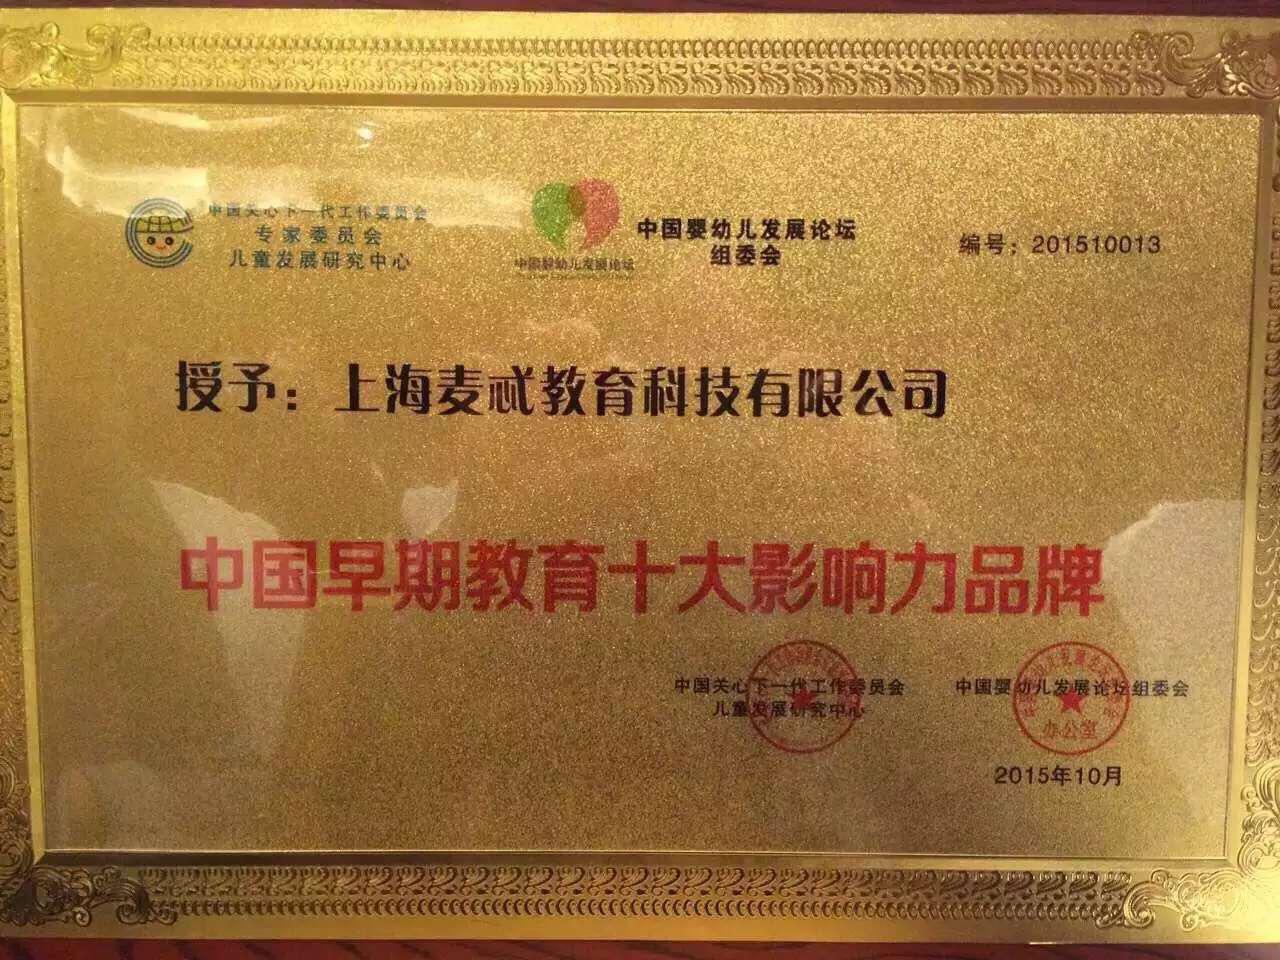 中国关心下一代工作委员会
专家委员会
儿童发展研究中心
中国婴幼儿发展论坛
中国婴幼儿发展论坛
组委会
编号：201510013
授予：上海麦忒教育科技有限公司
中国早期教育十大影响力品牌
中国关心下一代工作委员会
儿童发展研究中心
中国婴幼儿发展论坛组委会
办公室
2015年10月